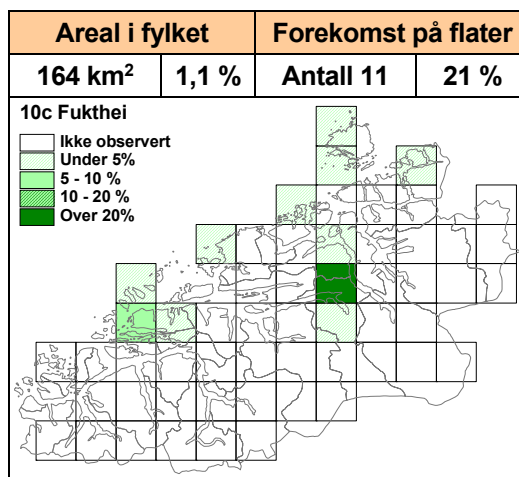 Areal i fylket Forekomst på flater
164 km² 1,1 % Antall 11 21 %
10c Fukthei
Ikke observert
Under 5%
5 - 10 %
10 - 20 %
Over 20%